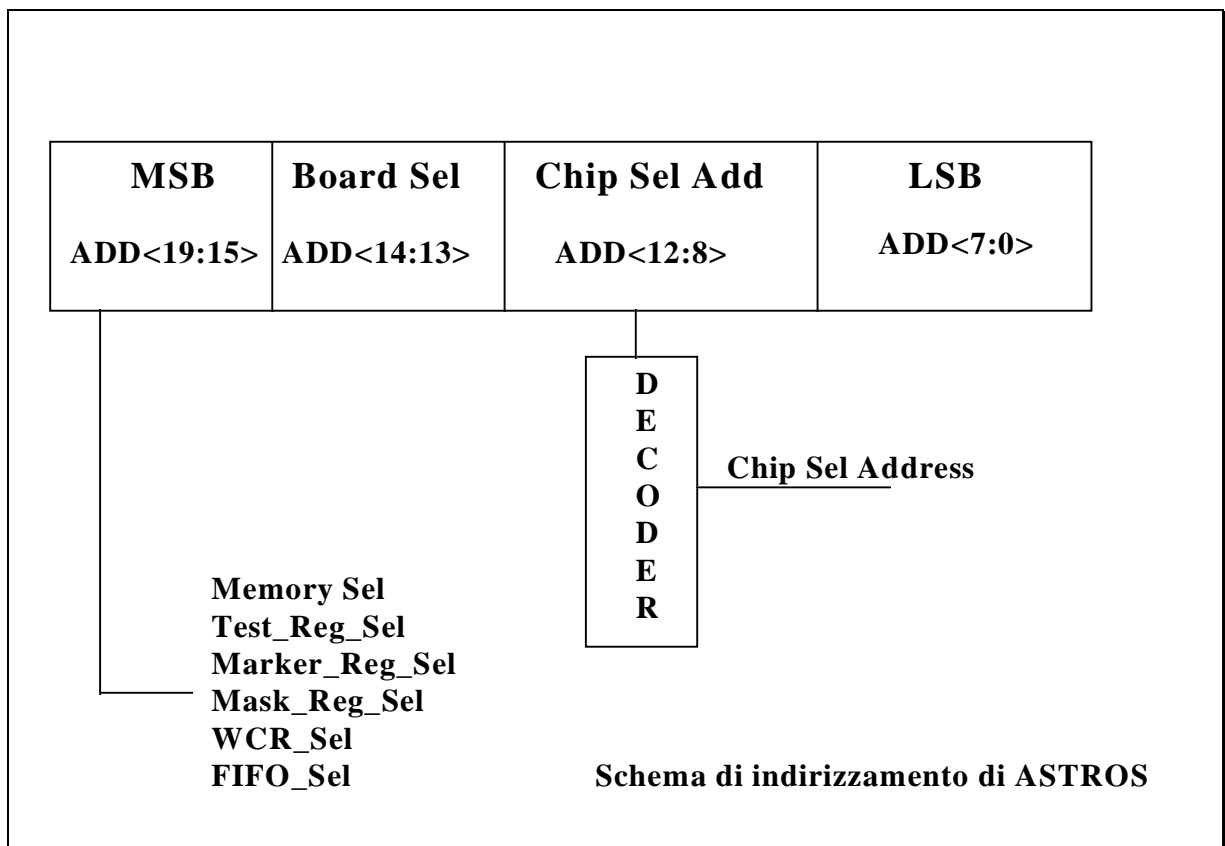 MSB
Board Sel
Chip Sel Add
LSB
ADD<19:15>
ADD<14:13>
ADD<12:8>
ADD<7:0>
D
E
C
O
D
E
R
Chip Sel Address
Memory Sel
Test_Reg_Sel
Marker_Reg_Sel
Mask_Reg_Sel
WCR_Sel
FIFO_Sel
Schema di indirizzamento di ASTROS